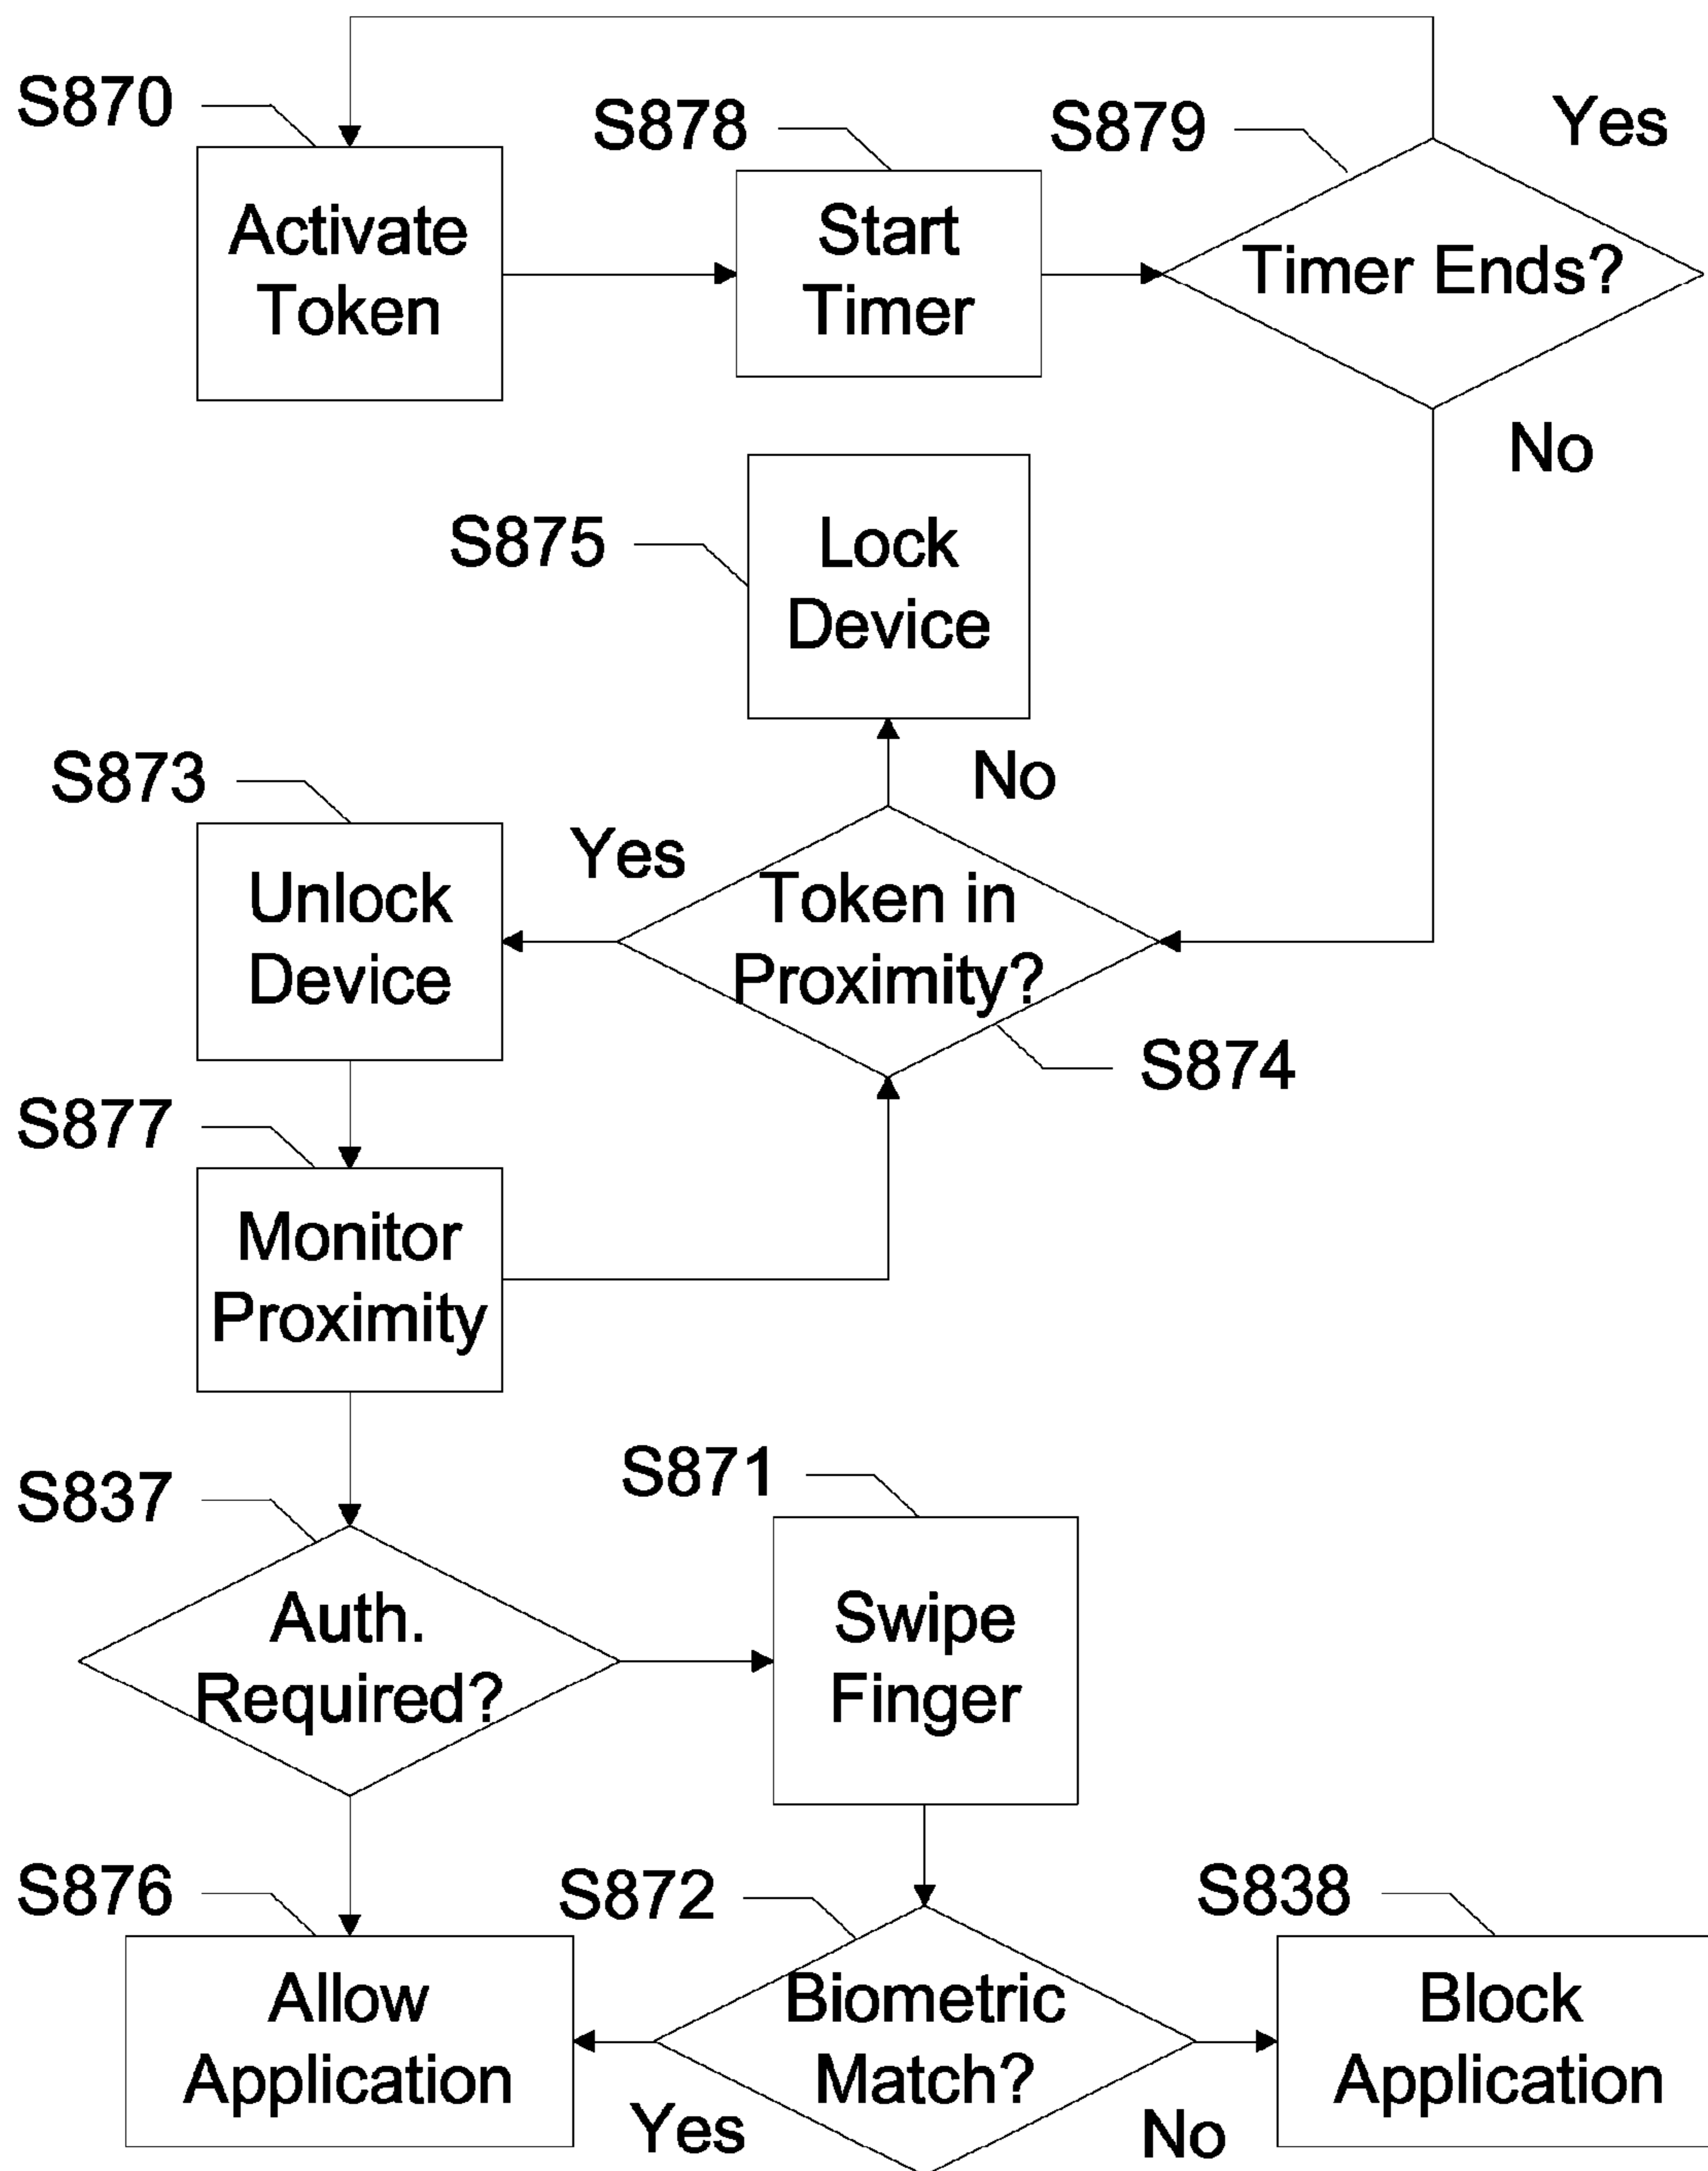 S870
S878
S879
Yes
Activate
Token
Start
Timer
Timer Ends?
No
S875
Lock
Device
S873
No
Yes
Unlock
Device
Token in
Proximity?
S874
S877
Monitor
Proximity
S837
S871
Auth.
Required?
Swipe
Finger
S876
S872
S838
Allow
Application
Biometric
Match?
Block
Application
Yes
No